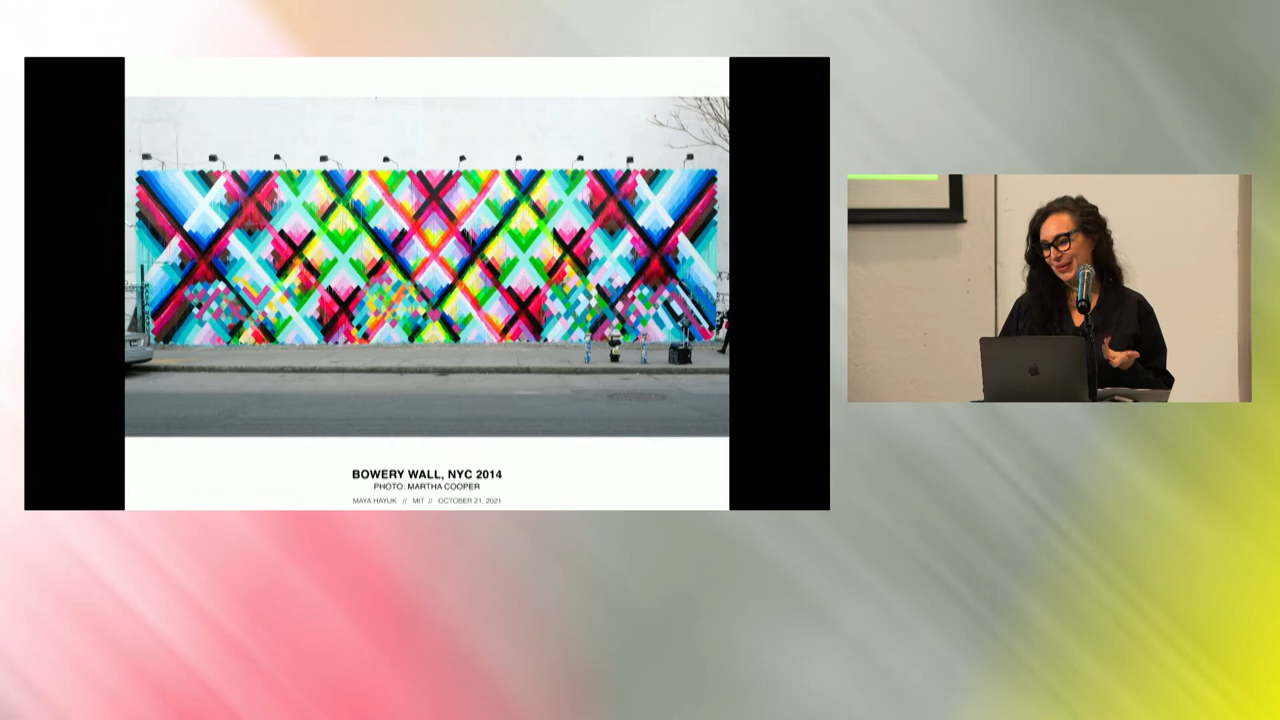 BOWERY WALL, NYC 2014
PHOTO: MARTHA COOPER
MAYA HAYUK // MIT // OCTOBER 21, 2021